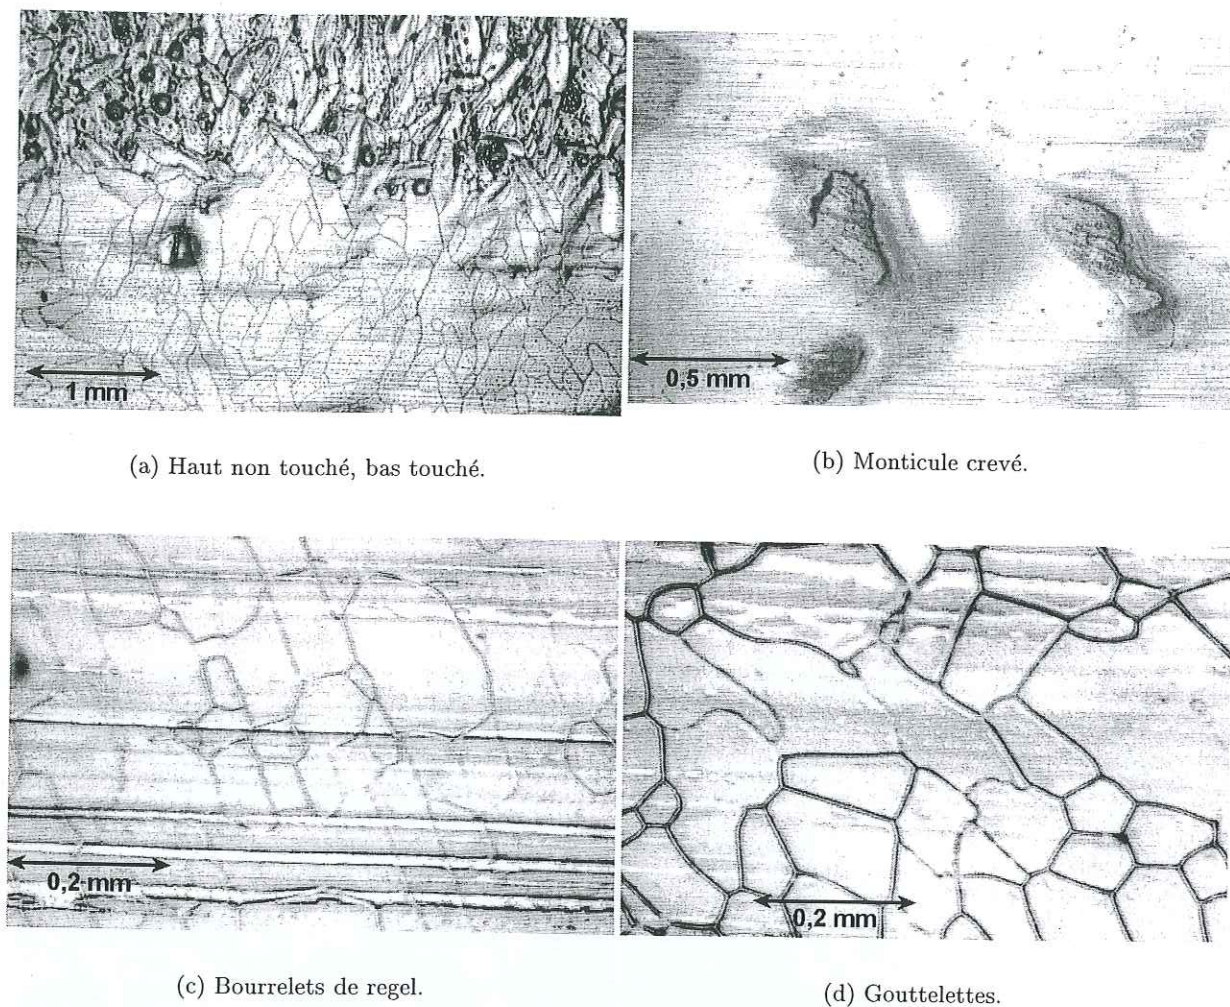 1 mm
0,5 mm
(a) Haut non touché, bas touché.
(b) Monticule crevé.
0,2 mm
0,2 mm
(c) Bourrelets de regel.
(d) Gouttelettes.